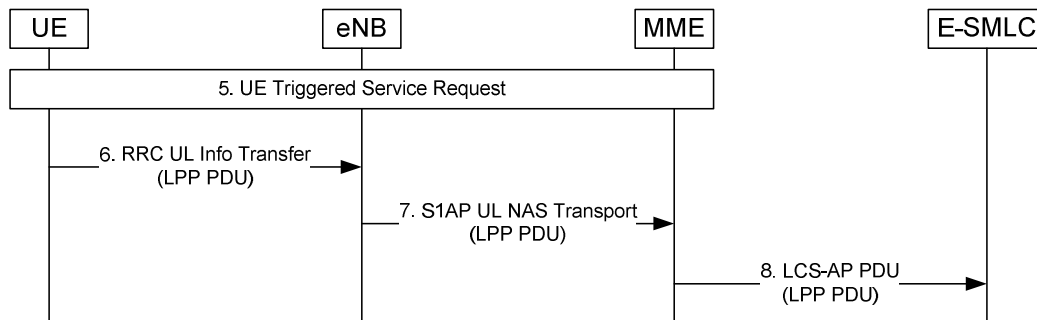 UE
eNB
MME
E-SMLC
5. UE Triggered Service Request
6. RRC UL Info Transfer
(LPP PDU)
7. S1AP UL NAS Transport
(LPP PDU)
8. LCS-AP PDU
(LPP PDU)